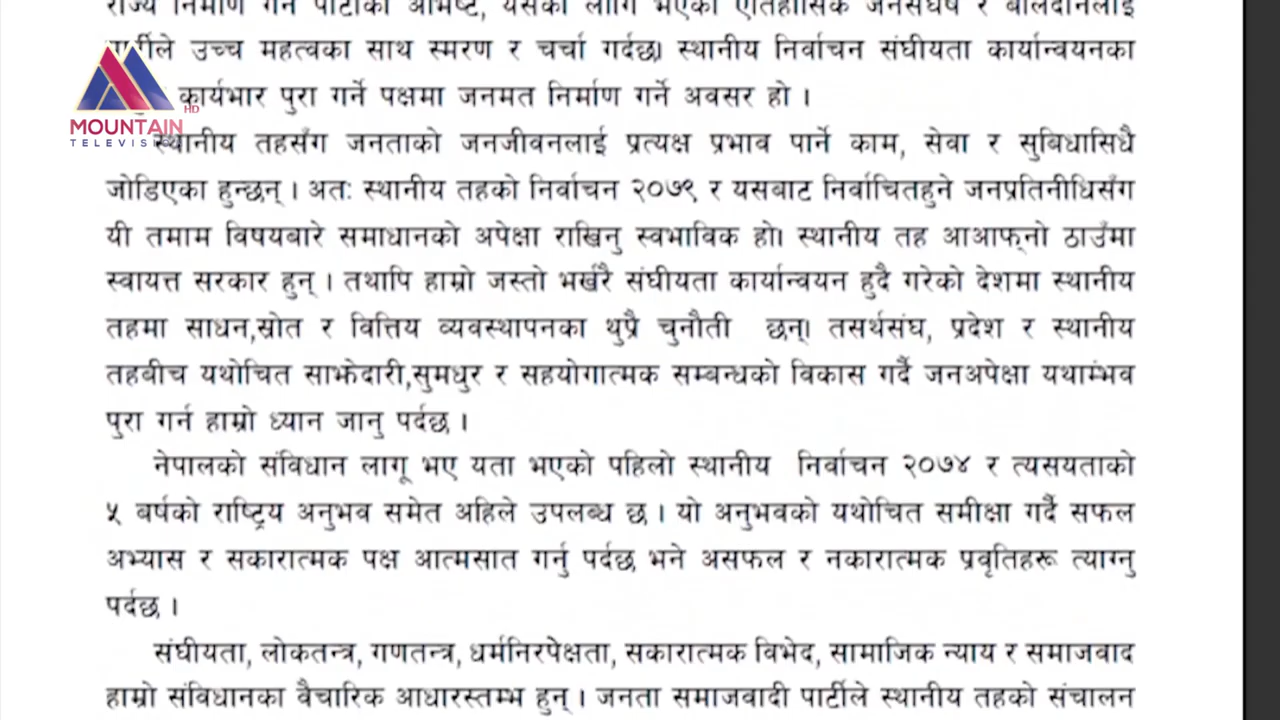 राज्य निर्माण गर्ने पार्टीको अभिष्ट, यसको लागि भएको ऐतिहासिक जनसंघर्ष र बलिदानलाई
पार्टीले उच्च महत्वका साथ स्मरण र चर्चा गर्दछ। स्थानीय निर्वाचन संघीयता कार्यान्वयनका
कार्यभार पुरा गर्ने पक्षमा जनमत निर्माण गर्ने अवसर हो ।
MOUNTAIN HD
TELEVISION
स्थानीय तहसँग जनताको जनजीवनलाई प्रत्यक्ष प्रभाव पार्ने काम, सेवा र सुबिधासिधै
जोडिएका हुन्छन् । अतः स्थानीय तहको निर्वाचन २०७९ र यसबाट निर्वाचितहुने जनप्रतिनीधिसँग
यी तमाम विषयबारे समाधानको अपेक्षा राखिनु स्वभाविक हो। स्थानीय तह आआफ्‌नो ठाउँमा
स्वायत्त सरकार हुन् । तथापि हाम्रो जस्तो भर्खरै संघीयता कार्यान्वयन हुदै गरेको देशमा स्थानीय
तहमा साधन,स्रोत र वित्तिय व्यवस्थापनका थुप्रै चुनौती छन्। तसर्थसंघ, प्रदेश र स्थानीय
तहबीच यथोचित साझेदारी,सुमधुर र सहयोगात्मक सम्बन्धको विकास गर्दै जनअपेक्षा यथाम्भव
पुरा गर्न हाम्रो ध्यान जानु पर्दछ ।
नेपालको संविधान लागू भए यता भएको पहिलो स्थानीय निर्वाचन २०७४ र त्यसयताको
५ बर्षको राष्ट्रिय अनुभव समेत अहिले उपलब्ध छ । यो अनुभवको यथोचित समीक्षा गर्दै सफल
अभ्यास र सकारात्मक पक्ष आत्मसात गर्नु पर्दछ भने असफल र नकारात्मक प्रवृतिहरू त्याग्नु
पर्दछ ।
संघीयता, लोकतन्त्र, गणतन्त्र, धर्मनिरपेक्षता, सकारात्मक विभेद, सामाजिक न्याय र समाजवाद
हाम्रो संविधानका वैचारिक आधारस्तम्भ हुन् । जनता समाजवादी पार्टीले स्थानीय तहको संचालन